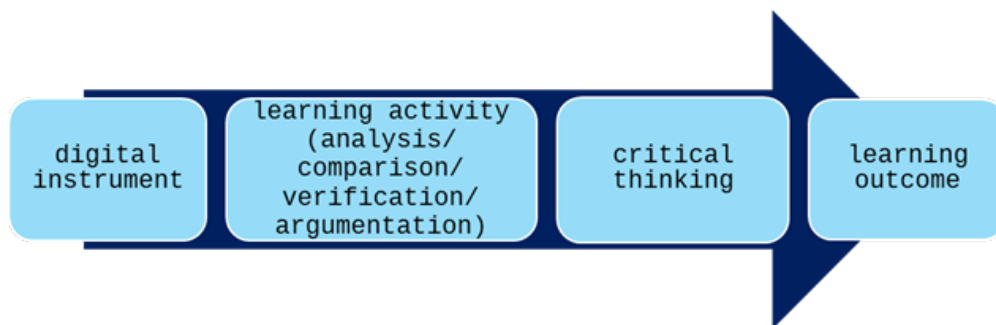 digital
instrument
learning activity
(analysis/
comparison/
verification/
argumentation)
critical
thinking
learning
outcome